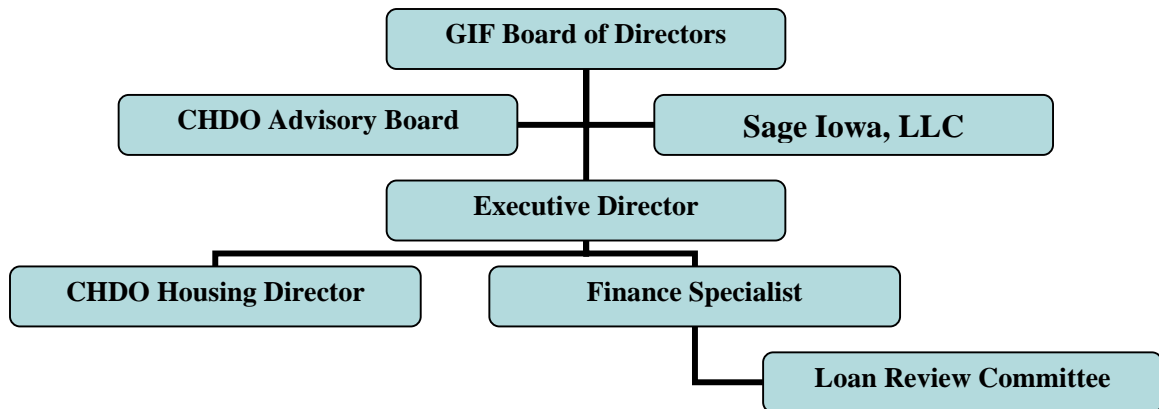 GIF Board of Directors
CHDO Advisory Board
Sage Iowa, LLC
Executive Director
CHDO Housing Director
Finance Specialist
Loan Review Committee